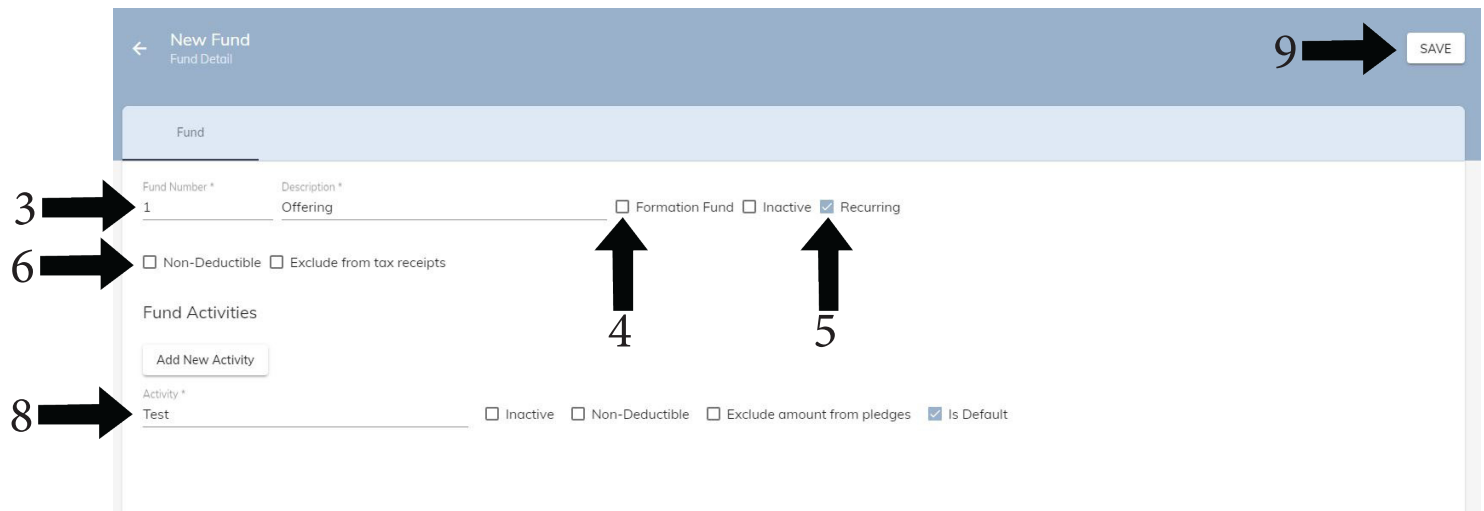 New Fund
Fund Detail
9
SAVE
Fund
Fund Number *
Description *
3
1
Offering
Formation Fund
Inactive
Recurring
6
Non-Deductible
Exclude from tax receipts
4
5
Fund Activities
Add New Activity
Activity *
8
Test
Inactive
Non-Deductible
Exclude amount from pledges
Is Default